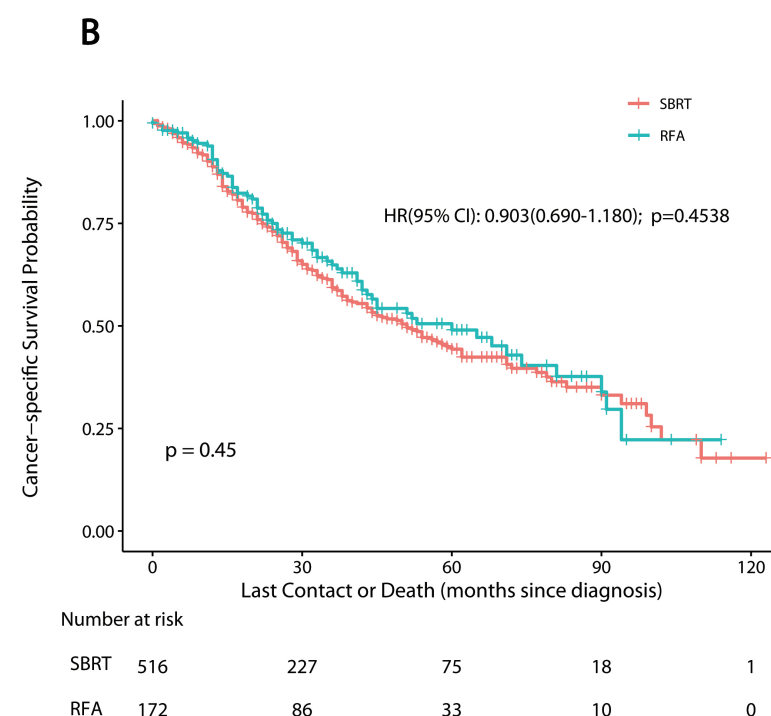 B
SBRT
RFA
HR(95% CI): 0.903(0.690-1.180); p=0.4538
p = 0.45
Cancer−specific Survival Probability
1.00
0.75
0.50
0.25
0.00
0 30 60 90 120
Last Contact or Death (months since diagnosis)
Number at risk
SBRT 516 227 75 18 1
RFA 172 86 33 10 0